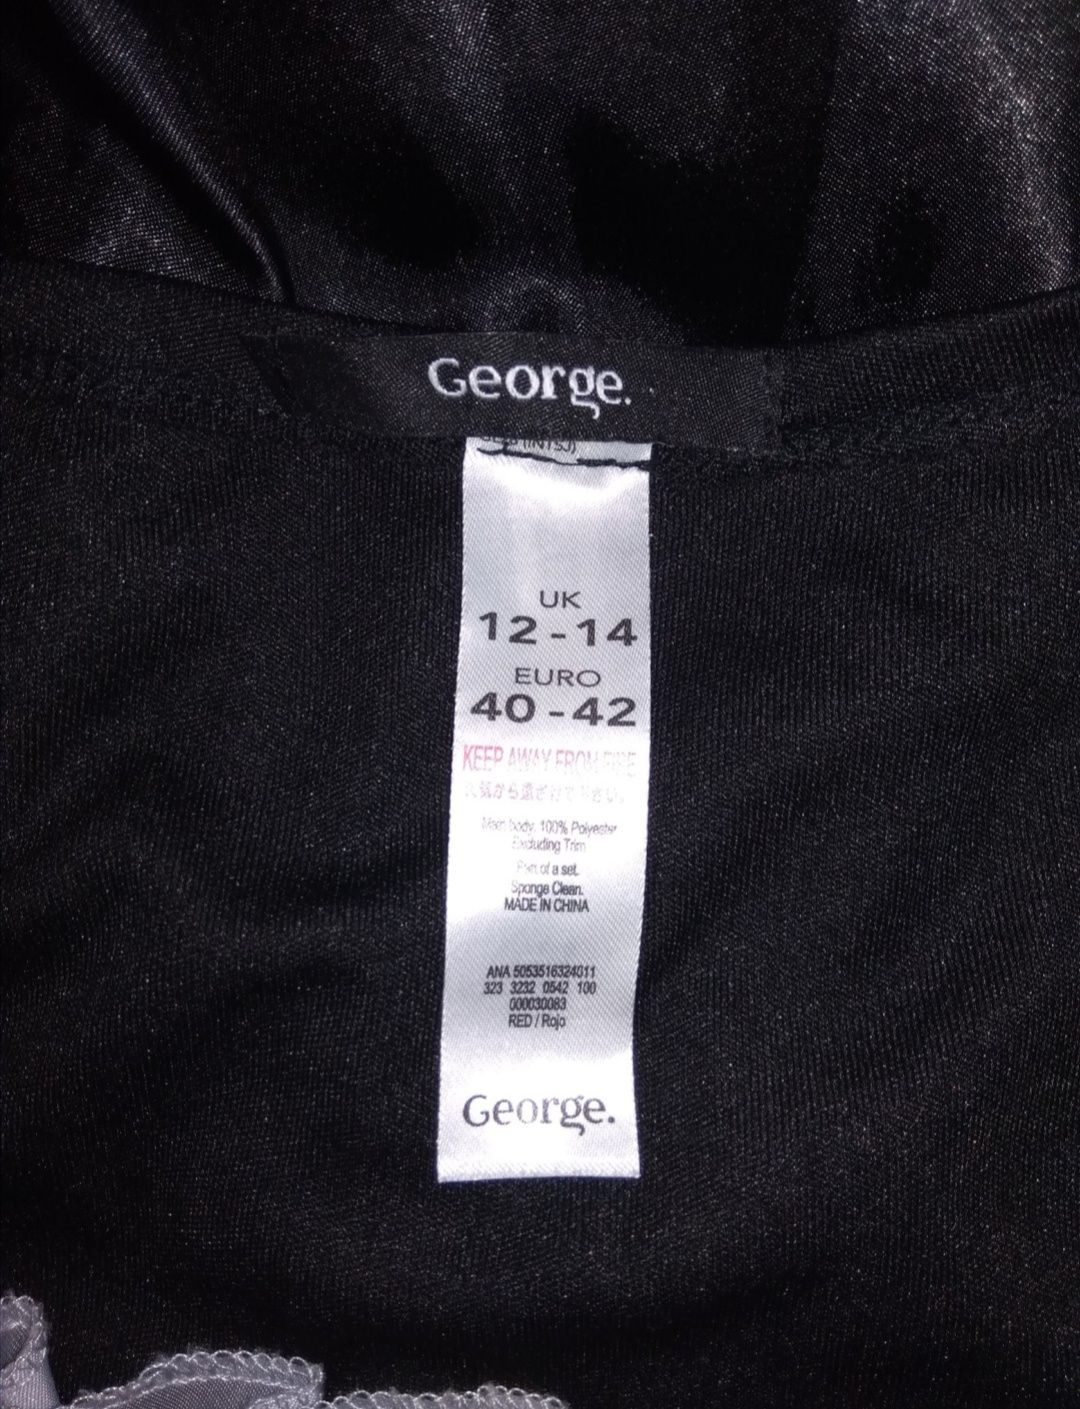 George.
UK
12-14
EURO
40-42
KEEP AWAY FROM FIRE
Main body: 100% Polyester
Excluding Trim
Part of a set.
Sponge Clean.
MADE IN CHINA
ANA 5053516324011
323 3232 0542 100
000030083
RED / Rojo
George.